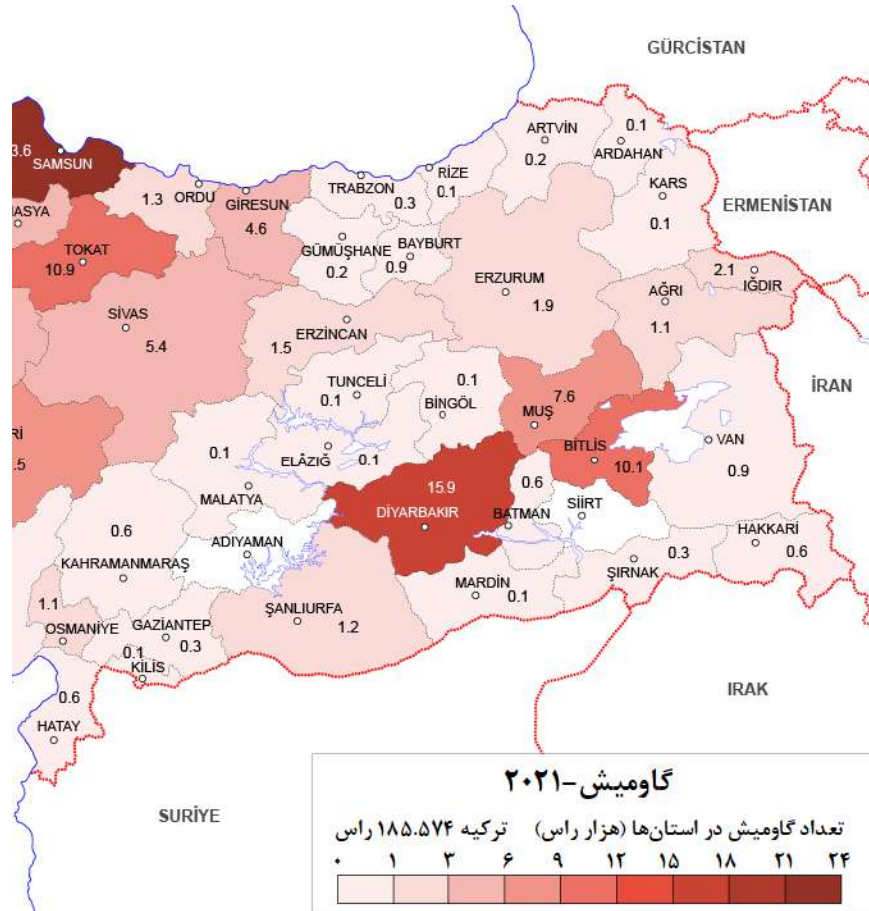 GÜRCİSTAN
ARTVİN
0.2
0.1
ARDAHAN
3.6
SAMSUN
RİZE
0.1
TRABZON
0.3
KARS
0.1
ERMENİSTAN
1.3
ORDU
GİRESUN
4.6
MASYA
TOKAT
10.9
GÜMÜŞHANE
0.2
BAYBURT
0.9
ERZURUM
1.9
2.1
IĞDIR
AĞRI
1.1
SİVAS
5.4
ERZİNCAN
1.5
TUNCELİ
0.1
0.1
BİNGÖL
MUŞ
7.6
İRAN
Rİ
.5
ELÂZIĞ
0.1
BİTLİS
10.1
VAN
0.9
0.1
MALATYA
15.9
DİYARBAKIR
0.6
BATMAN
SİİRT
0.6
KAHRAMANMARAŞ
ADIYAMAN
HAKKARİ
0.6
0.3
ŞIRNAK
MARDİN
0.1
ŞANLIURFA
1.2
1.1
OSMANİYE
GAZİANTEP
0.3
0.1
KİLİS
0.6
HATAY
IRAK
SURİYE
گاومیش-۲۰۲۱
تعداد گاومیش در استان‌ها (هزار راس) ترکیه ۱۸۵.۵۷۴ راس
۰ ۱ ۳ ۶ ۹ ۱۲ ۱۵ ۱۸ ۲۱ ۲۴